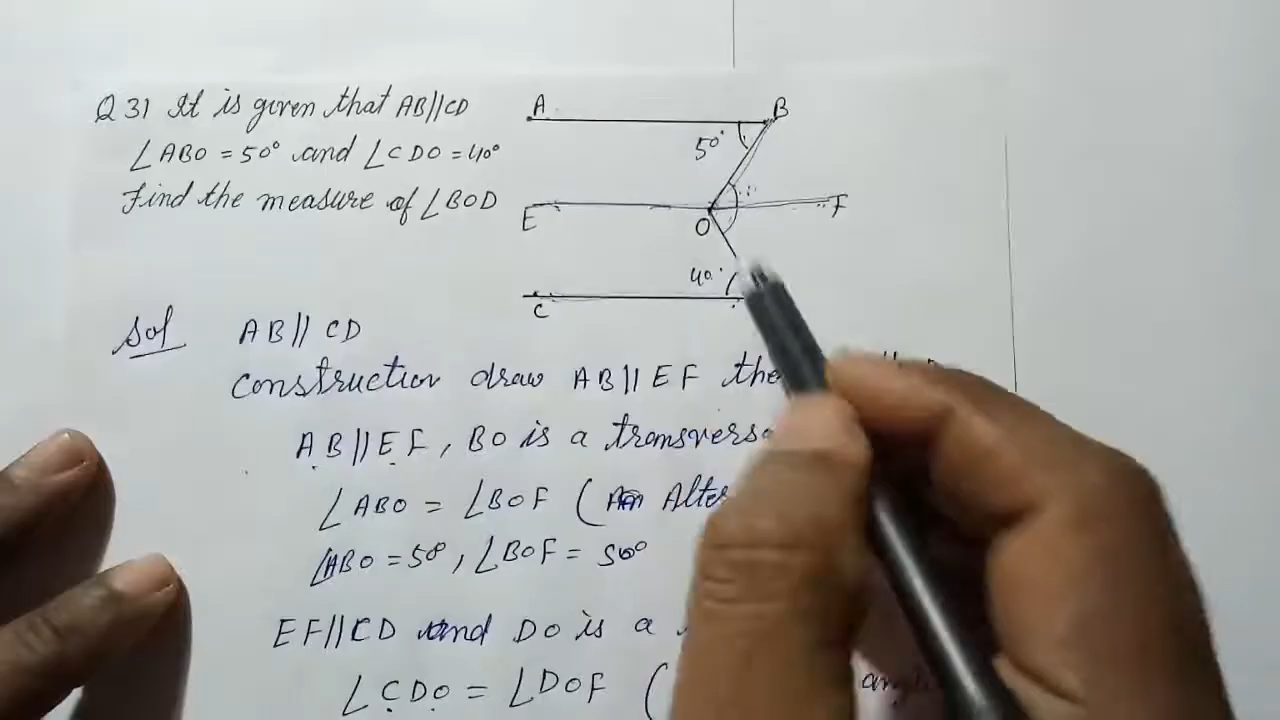 Q 31 It is given that AB//CD
∠ABO = 50° and ∠CDO = 40°
Find the measure of ∠BOD
A B
50°
E O F
40°
C
Sol AB // CD
Construction draw AB // EF
AB // EF, BO is a
∠ABO = ∠BOF (
∠ABO = 50°, ∠BOF = 50°
EF//CD and DO is a
∠CDO = ∠DOF (